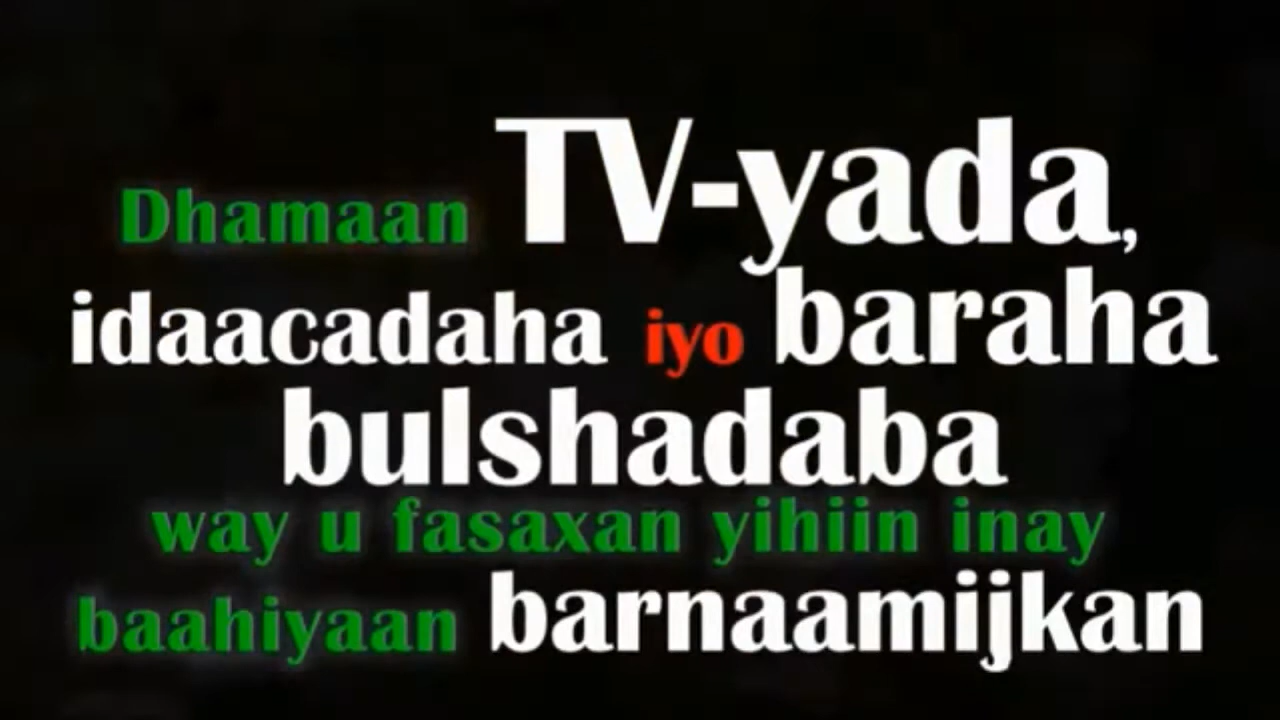 Dhamaan TV-yada,
idaacadaha iyo baraha
bulshadaba
way u fasaxan yihiin inay
baahiyaan barnaamijkan